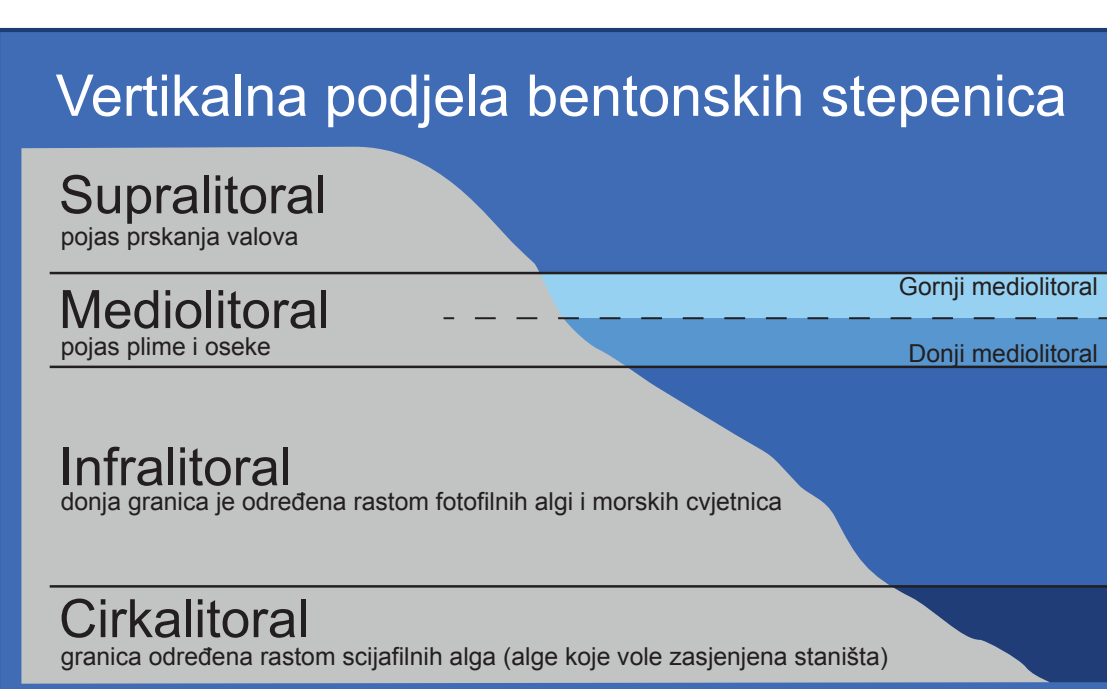 Vertikalna podjela bentonskih stepenica
Supralitoral
pojas prskanja valova
Gornji mediolitoral
Mediolitoral
pojas plime i oseke
Donji mediolitoral
Infralitoral
donja granica je određena rastom fotofilnih algi i morskih cvjetnica
Cirkalitoral
granica određena rastom scijafilnih alga (alge koje vole zasjenjena staništa)